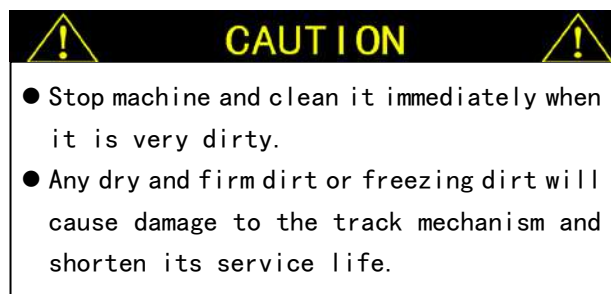 CAUTION
● Stop machine and clean it immediately when
it is very dirty.
● Any dry and firm dirt or freezing dirt will
cause damage to the track mechanism and
shorten its service life.